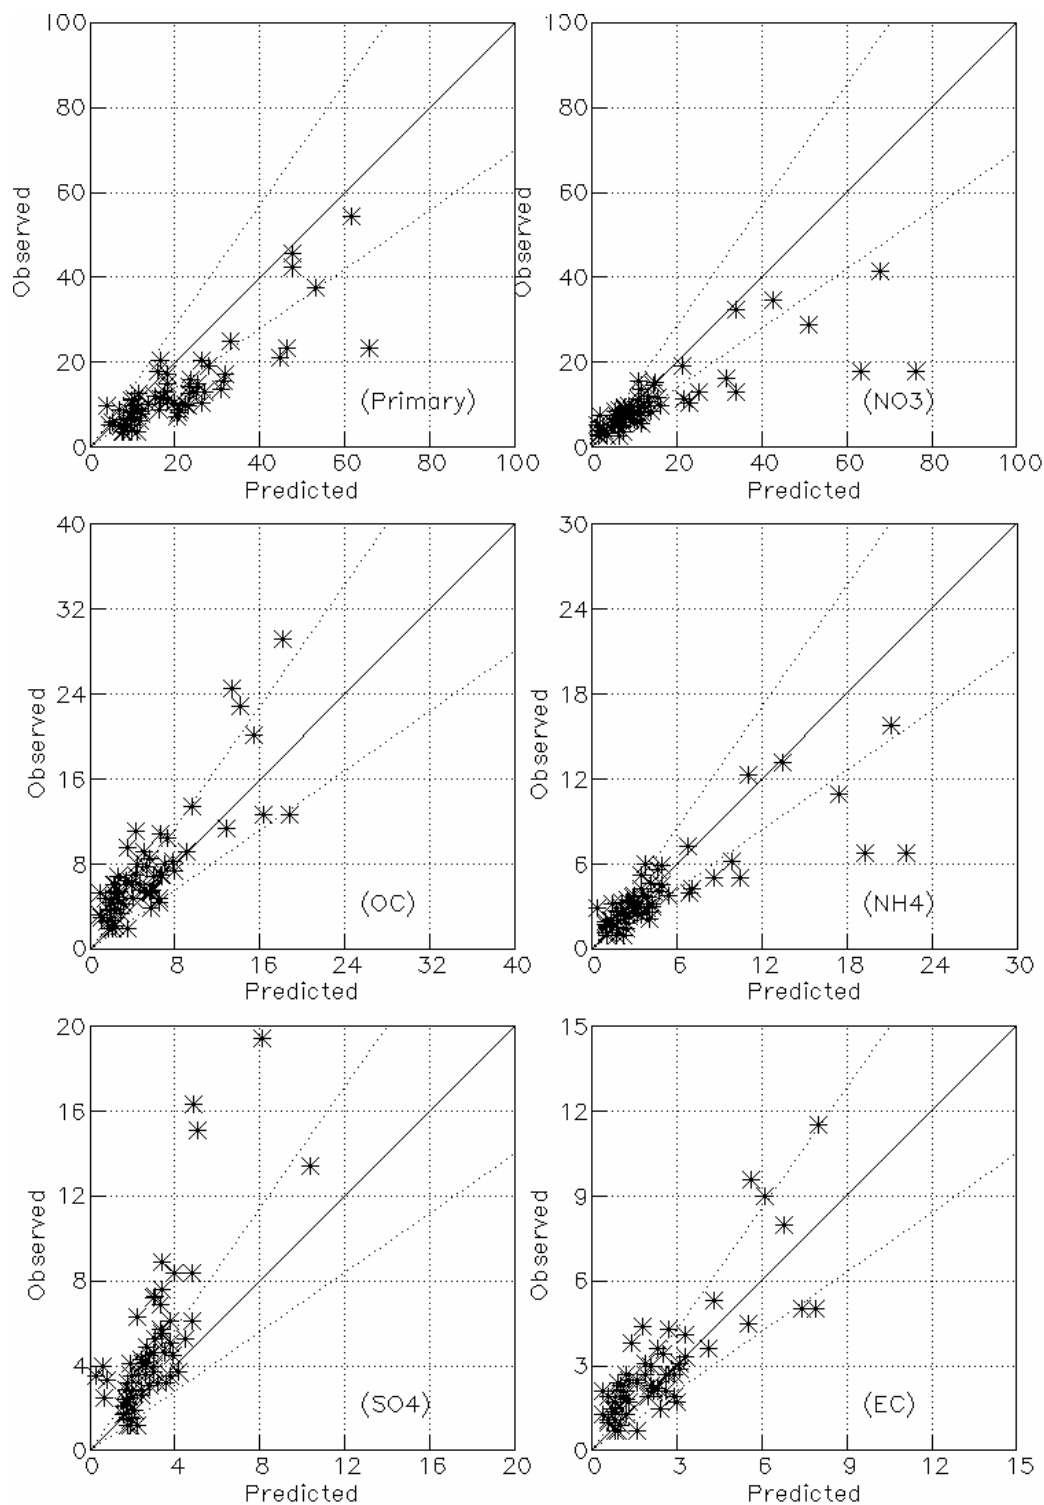 100 100
80 80
60 60
40 40
20 20
0 0
Observed Observed
(Primary) (NO3)
0 20 40 60 80 100 0 20 40 60 80 100
Predicted Predicted
40 30
32 24
24 18
16 12
8 6
0 0
Observed Observed
(OC) (NH4)
0 8 16 24 32 40 0 6 12 18 24 30
Predicted Predicted
20 15
16 12
12 9
8 6
4 3
0 0
Observed Observed
(SO4) (EC)
0 4 8 12 16 20 0 3 6 9 12 15
Predicted Predicted